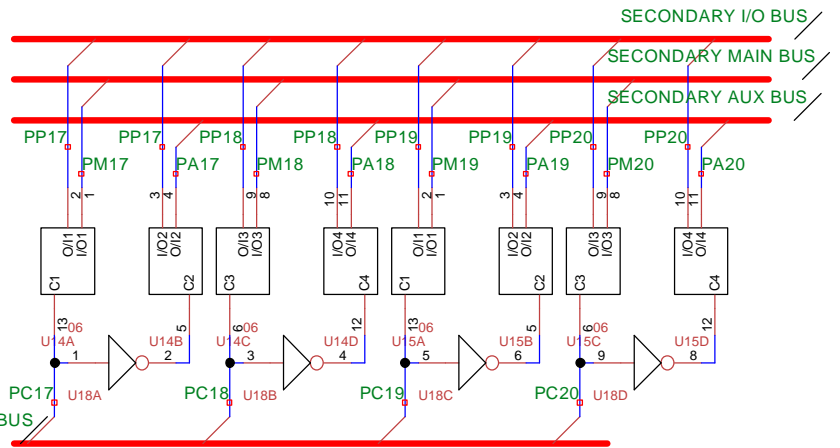 SECONDARY I/O BUS
SECONDARY MAIN BUS
SECONDARY AUX BUS
PP17 PP17 PP18 PP18 PP19 PP19 PP20 PP20
PM17 PA17 PM18 PA18 PM19 PA19 PM20 PA20
2 1 3 4 9 8 10 11 2 1 3 4 9 8 10 11
O/I1 I/O1 I/O2 O/I2 O/I3 I/O3 I/O4 O/I4 O/I1 I/O1 I/O2 O/I2 O/I3 I/O3 I/O4 O/I4
C1 C2 C3 C4 C1 C2 C3 C4
13 06 5 6 06 12 13 06 5 6 06 12
U14A U14B U14C U14D U15A U15B U15C U15D
1 2 3 4 5 6 9 8
PC17 U18A PC18 U18B PC19 U18C PC20 U18D
BUS